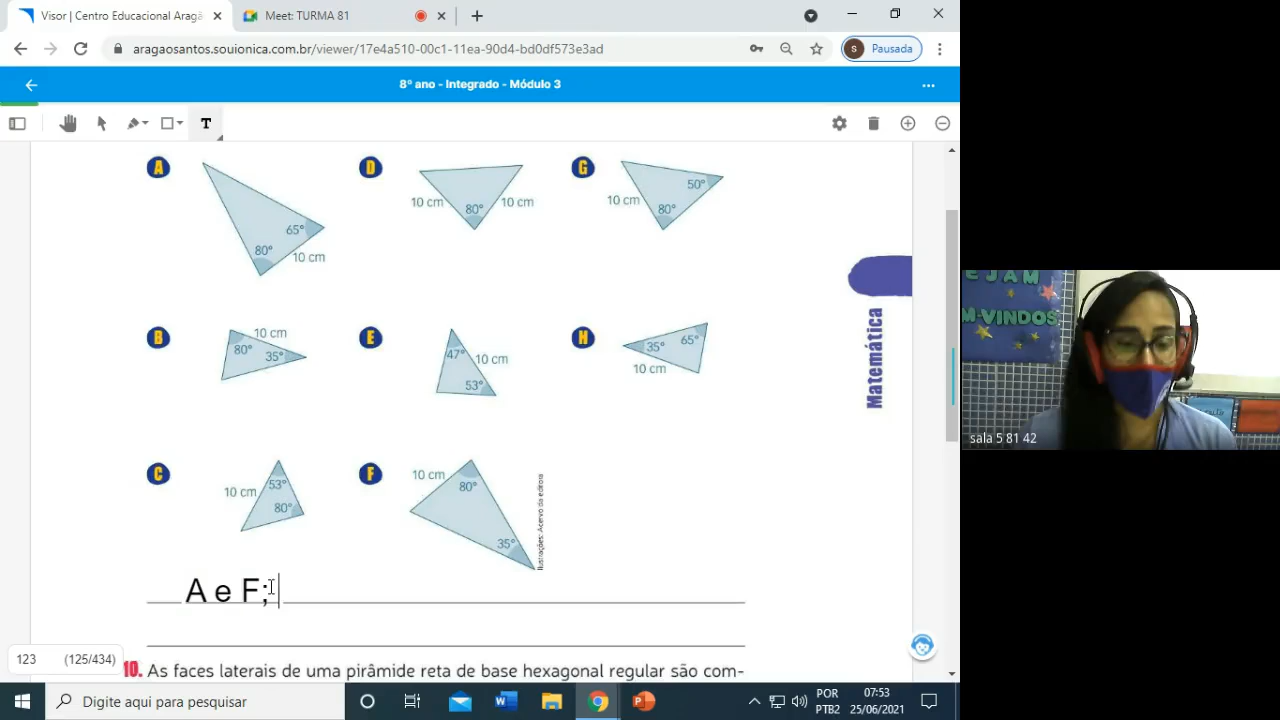 Visor | Centro Educacional Aragã
Meet: TURMA 81
aragaosantos.souionica.com.br/viewer/17e4a510-00c1-11ea-90d4-bd0df573e3ad
S
Pausada
8º ano - Integrado - Módulo 3
T
A
65°
80°
10 cm
D
10 cm
80°
10 cm
G
50°
10 cm
80°
B
10 cm
80°
35°
E
47°
10 cm
53°
H
65°
35°
10 cm
Matemática
C
53°
10 cm
80°
F
10 cm
80°
35°
Ilustrações: Acervo da editora
A e F;
123 (125/434)
10. As faces laterais de uma pirâmide reta de base hexagonal regular são com-
E JAM
M-VINDOS
sala 5 81 42
Digite aqui para pesquisar
POR
PTB2
07:53
25/06/2021